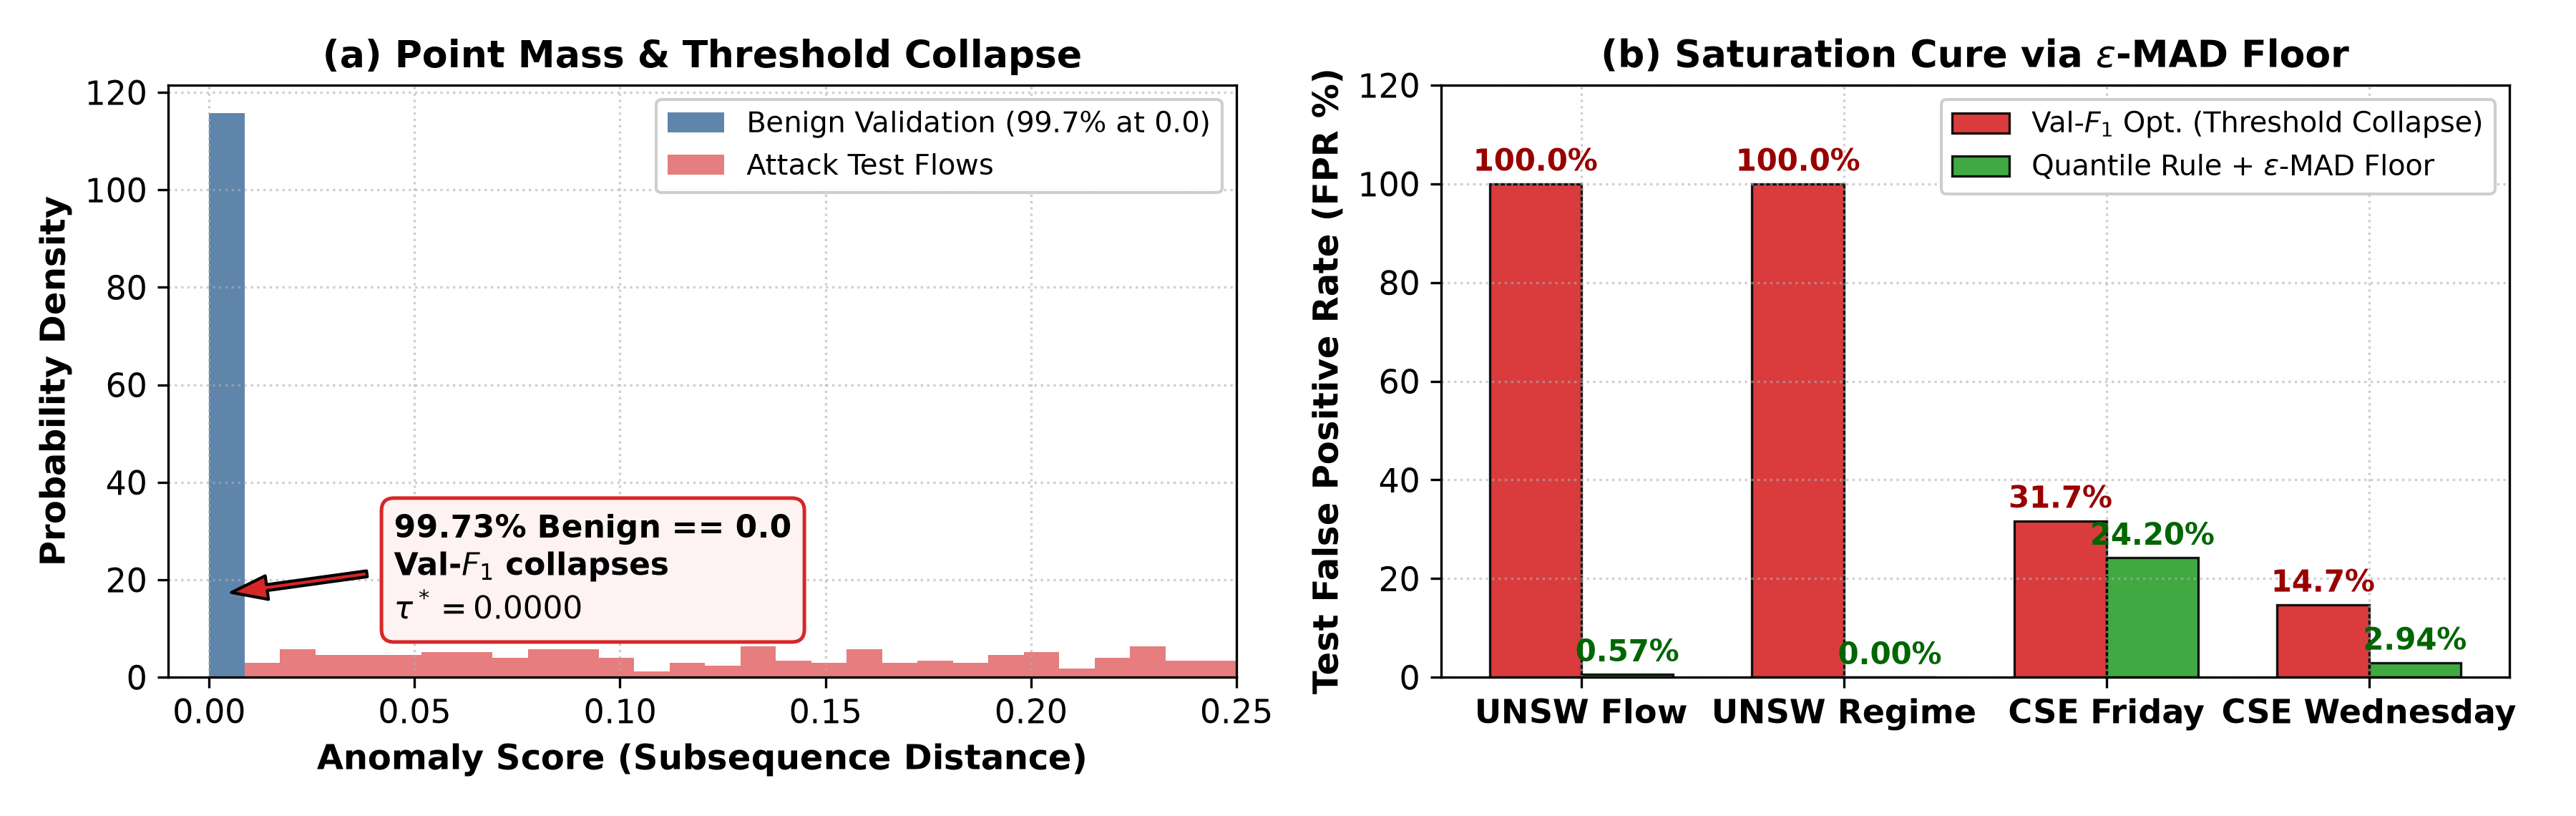 (a) Point Mass & Threshold Collapse
Probability Density
120
100
80
60
40
20
0
Benign Validation (99.7% at 0.0)
Attack Test Flows
99.73% Benign == 0.0
Val-F₁ collapses
τ* = 0.0000
0.00 0.05 0.10 0.15 0.20 0.25
Anomaly Score (Subsequence Distance)
(b) Saturation Cure via ε-MAD Floor
Test False Positive Rate (FPR %)
120
100
80
60
40
20
0
Val-F₁ Opt. (Threshold Collapse)
Quantile Rule + ε-MAD Floor
100.0%
0.57%
100.0%
0.00%
31.7%
24.20%
14.7%
2.94%
UNSW Flow UNSW Regime CSE Friday CSE Wednesday